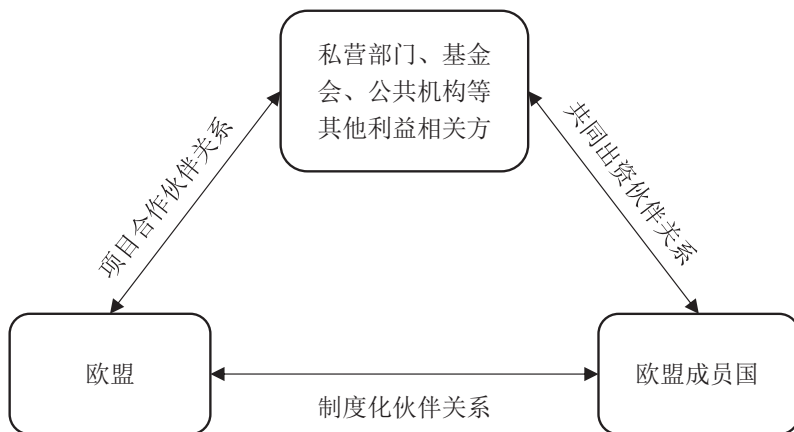 私营部门、基金
会、公共机构等
其他利益相关方
项目合作伙伴关系
共同出资伙伴关系
欧盟
欧盟成员国
制度化伙伴关系